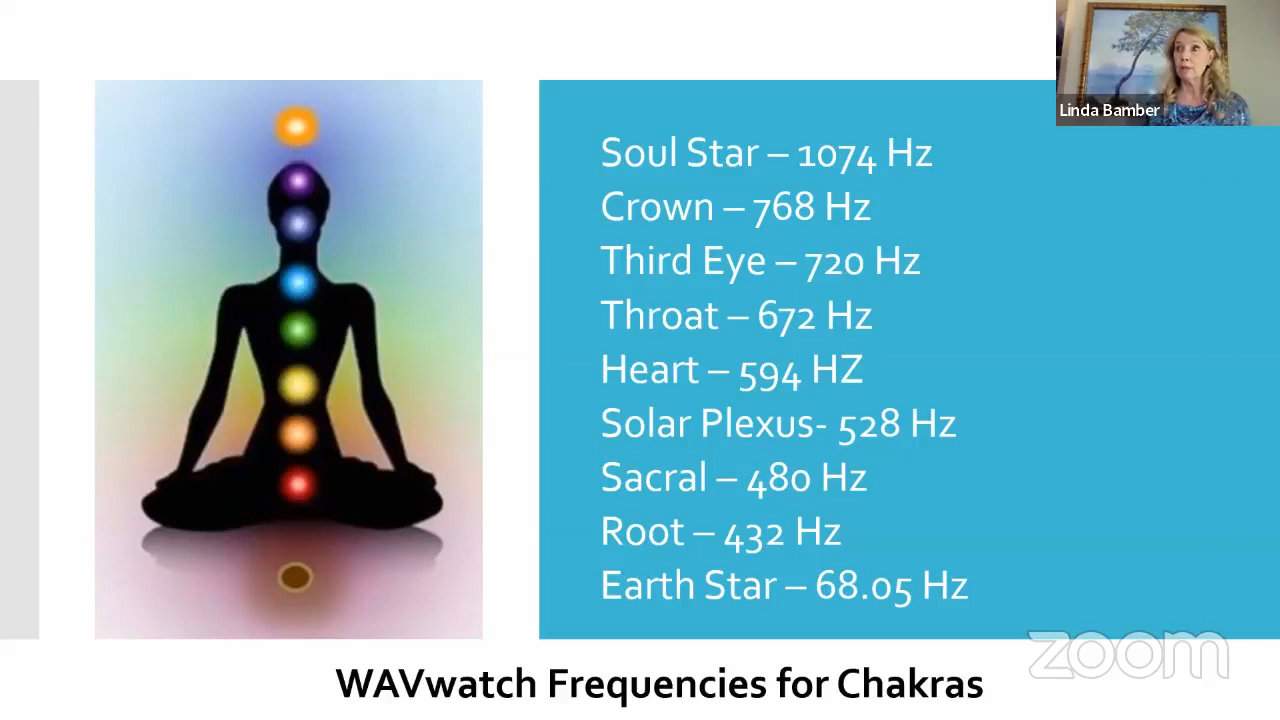 Linda Bamber
Soul Star – 1074 Hz
Crown – 768 Hz
Third Eye – 720 Hz
Throat – 672 Hz
Heart – 594 HZ
Solar Plexus- 528 Hz
Sacral – 480 Hz
Root – 432 Hz
Earth Star – 68.05 Hz
zoom
WAVwatch Frequencies for Chakras